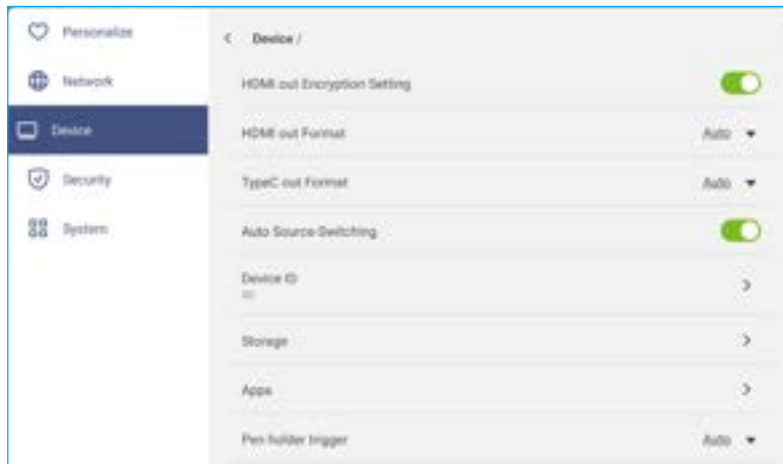 Personalize
Network
Device
Security
System
< Device /
HDMI out Encryption Setting
HDMI out Format
Auto
TypeC out Format
Auto
Auto Source-Switching
Device ID
Storage
Apps
Pen holder trigger
Auto